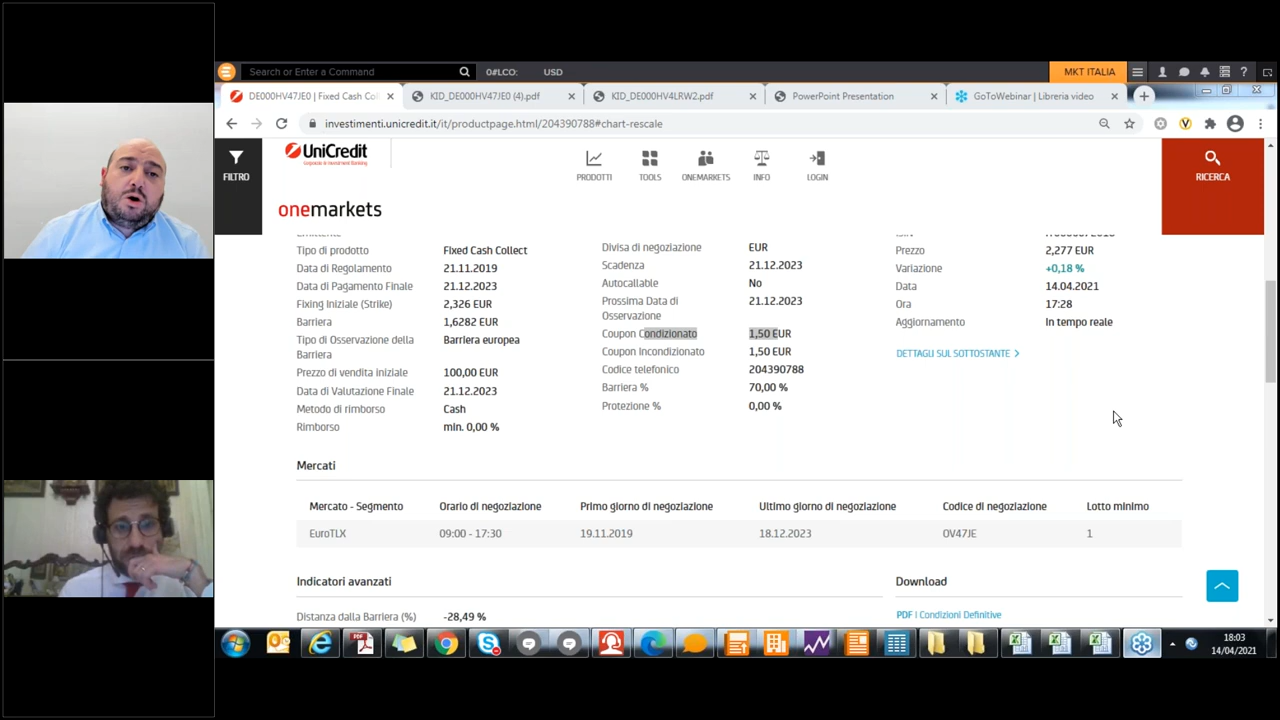 Search or Enter a Command
0#LCO:
USD
MKT ITALIA
DE000HV47JE0 | Fixed Cash Coll
KID_DE000HV47JE0 (4).pdf
KID_DE000HV4LRW2.pdf
PowerPoint Presentation
GoToWebinar | Libreria video
investimenti.unicredit.it/it/productpage.html/204390788#chart-rescale
FILTRO
UniCredit
PRODOTTI
TOOLS
ONEMARKETS
INFO
LOGIN
RICERCA
onemarkets
Tipo di prodotto Fixed Cash Collect
Data di Regolamento 21.11.2019
Data di Pagamento Finale 21.12.2023
Fixing Iniziale (Strike) 2,326 EUR
Barriera 1,6282 EUR
Tipo di Osservazione della Barriera europea
Barriera
Prezzo di vendita iniziale 100,00 EUR
Data di Valutazione Finale 21.12.2023
Metodo di rimborso Cash
Rimborso min. 0,00 %
Divisa di negoziazione EUR
Scadenza 21.12.2023
Autocallable No
Prossima Data di 21.12.2023
Osservazione
Coupon Condizionato 1,50 EUR
Coupon Incondizionato 1,50 EUR
Codice telefonico 204390788
Barriera % 70,00 %
Protezione % 0,00 %
Prezzo 2,277 EUR
Variazione +0,18 %
Data 14.04.2021
Ora 17:28
Aggiornamento In tempo reale
DETTAGLI SUL SOTTOSTANTE
Mercati
Mercato - Segmento Orario di negoziazione Primo giorno di negoziazione Ultimo giorno di negoziazione Codice di negoziazione Lotto minimo
EuroTLX 09:00 - 17:30 19.11.2019 18.12.2023 OV47JE 1
Indicatori avanzati
Distanza dalla Barriera (%) -28,49 %
Download
PDF | Condizioni Definitive
18:03
14/04/2021